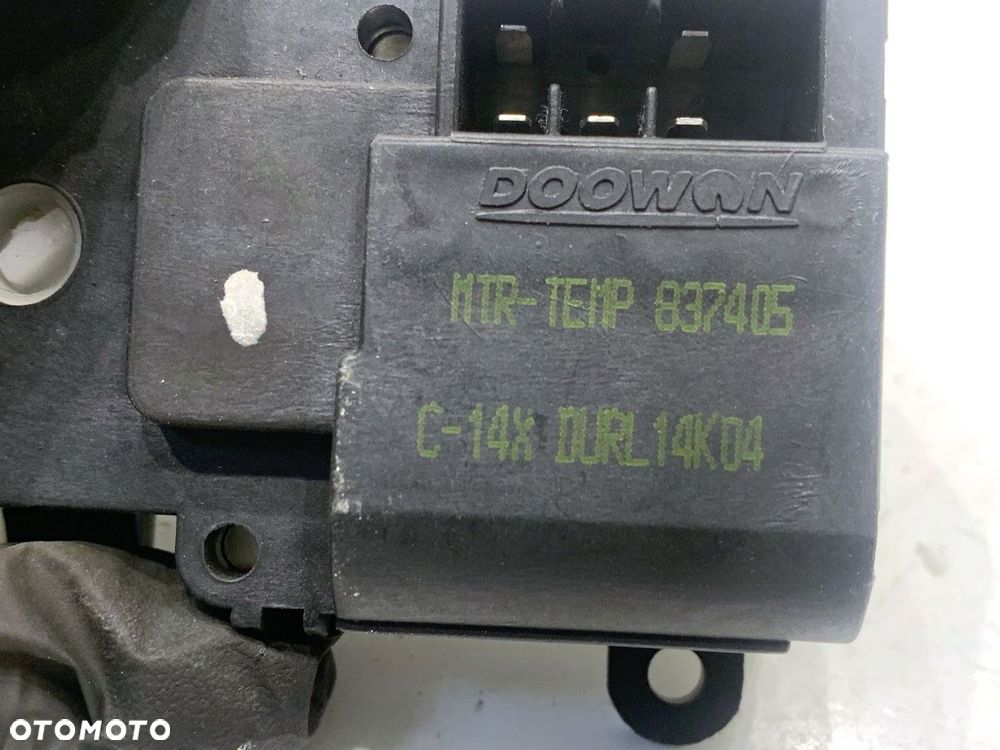 DOOWON
MTR-TEMP 837405
C-14X DURL14K04
OTOMOTO